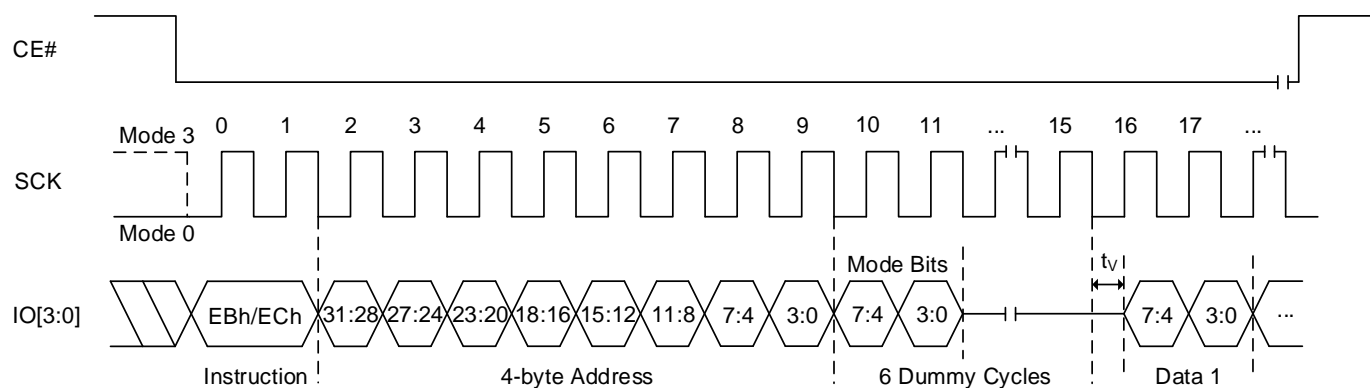 CE#
0 1 2 3 4 5 6 7 8 9 10 11 ... 15 16 17 ...
Mode 3
SCK
Mode 0
Mode Bits
tV
IO[3:0]
EBh/ECh 31:28 27:24 23:20 18:16 15:12 11:8 7:4 3:0 7:4 3:0 7:4 3:0 ...
Instruction 4-byte Address 6 Dummy Cycles Data 1